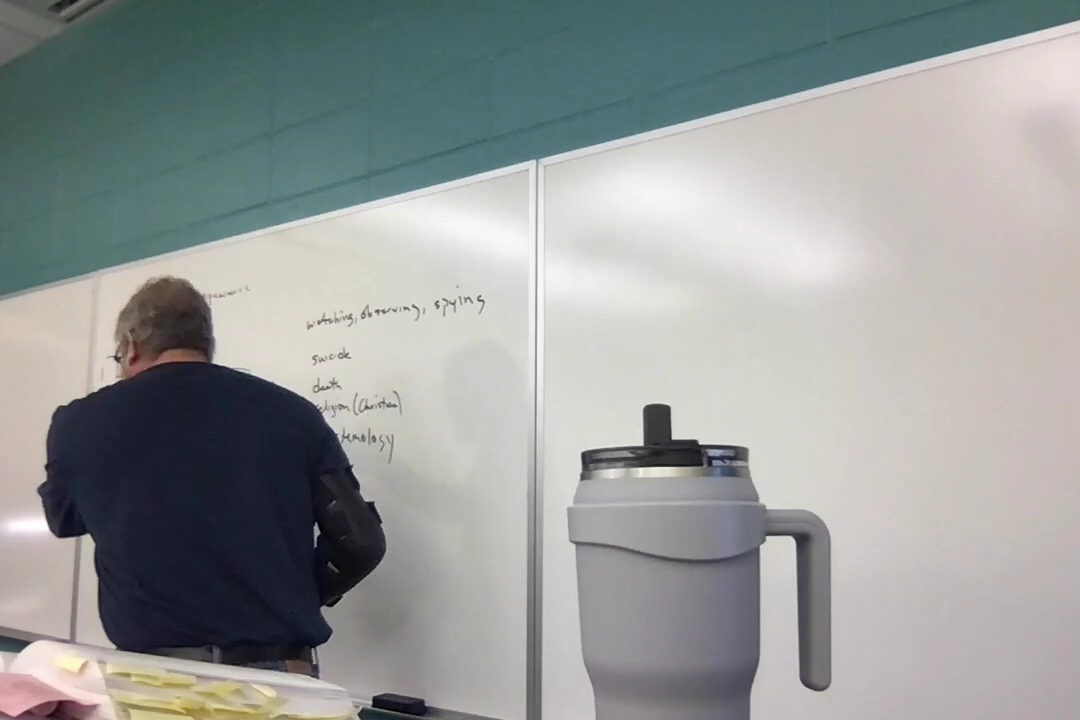 watching, observing, spying
suicide
death
religion (Christian)